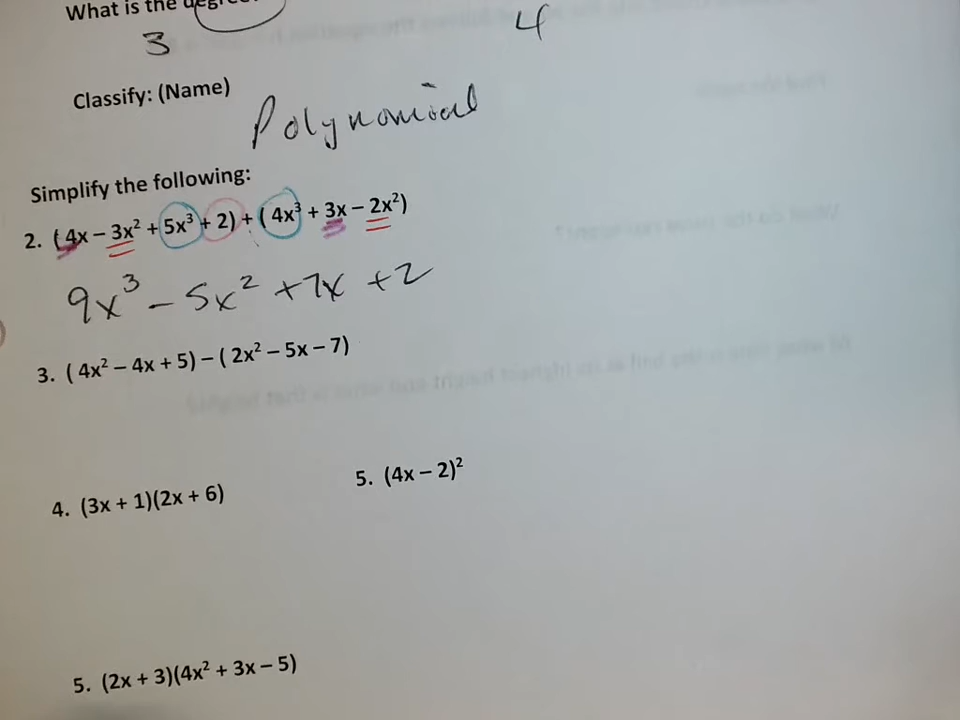 What is the degree
3 4
Classify: (Name)
Polynomial
Simplify the following:
2. (4x – 3x² + 5x³ + 2) + ( 4x³ + 3x – 2x²)
9x³ – 5x² + 7x + 2
3. ( 4x² – 4x + 5) – ( 2x² – 5x – 7)
4. (3x + 1)(2x + 6) 5. (4x – 2)²
5. (2x + 3)(4x² + 3x – 5)